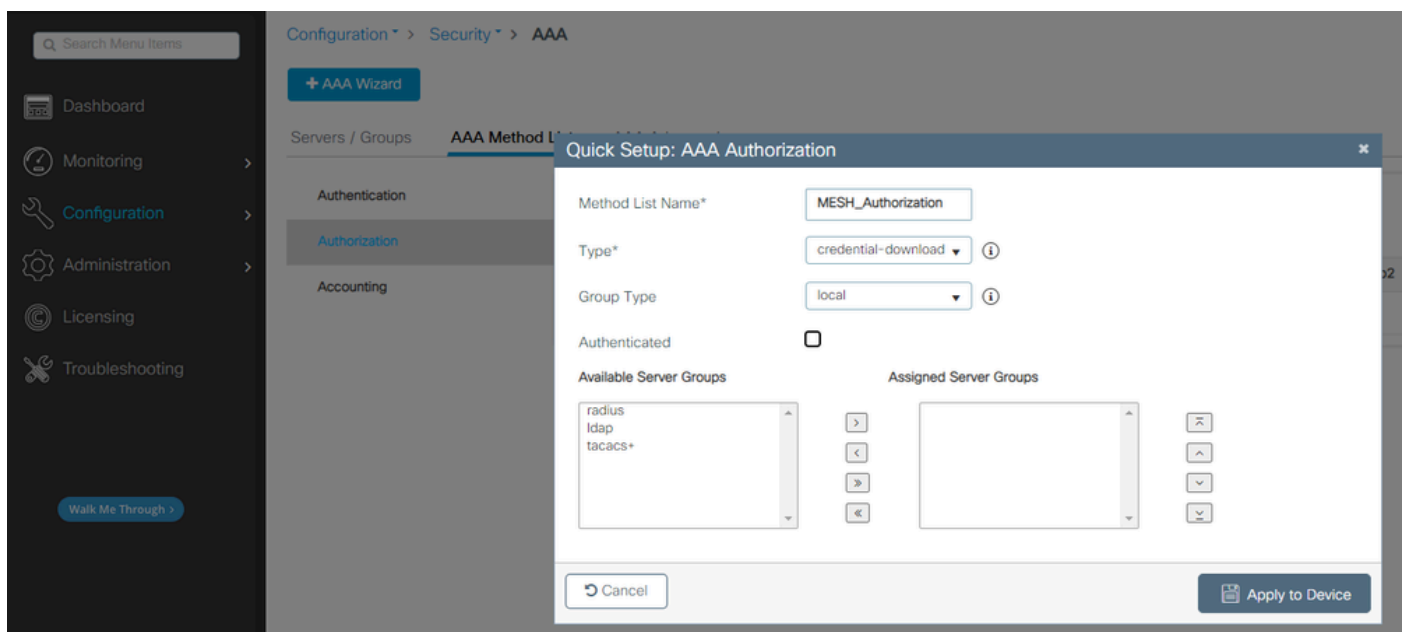 Search Menu Items
Dashboard
Monitoring
Configuration
Administration
Licensing
Troubleshooting
Walk Me Through >
Configuration > Security > AAA
+ AAA Wizard
Servers / Groups AAA Method L
Authentication
Authorization
Accounting
Quick Setup: AAA Authorization
Method List Name* MESH_Authorization
Type* credential-download
Group Type local
Authenticated
Available Server Groups Assigned Server Groups
radius
ldap
tacacs+
Cancel
Apply to Device